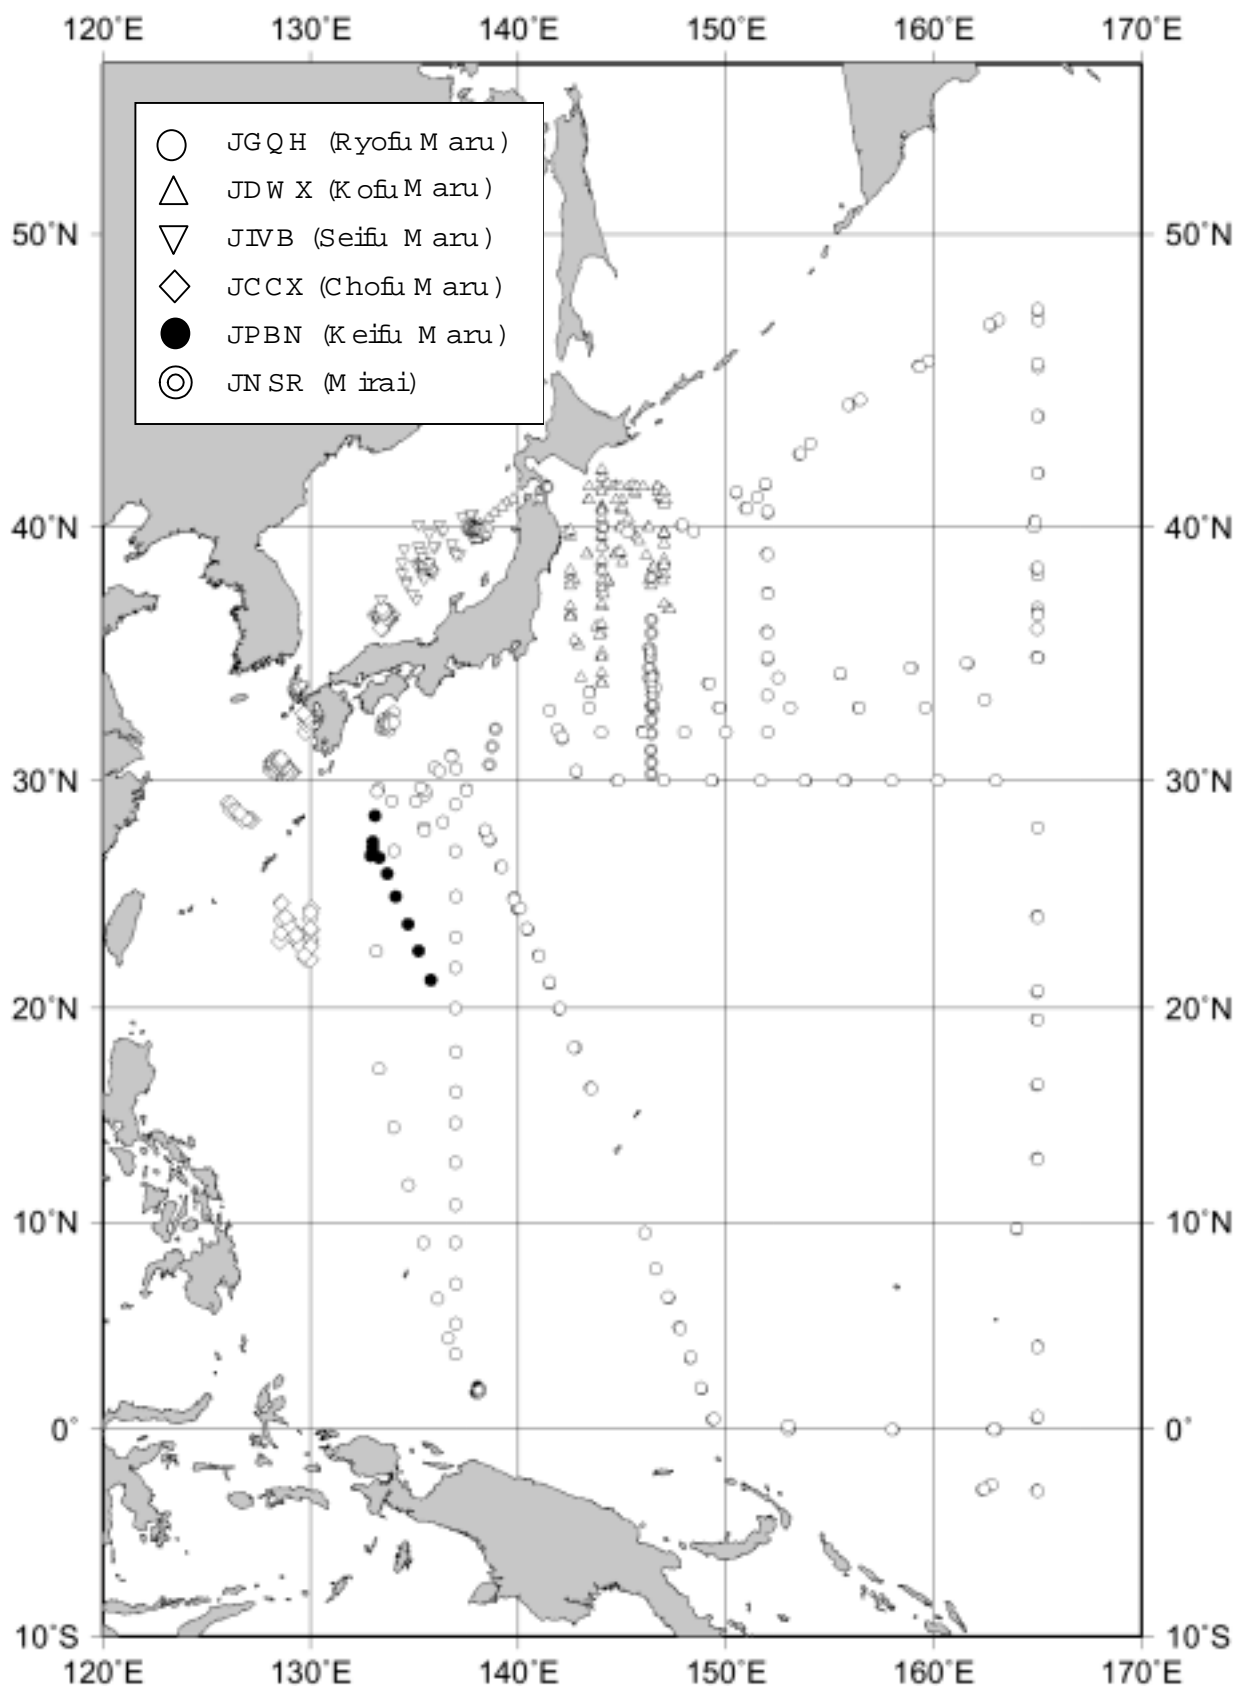 120°E 130°E 140°E 150°E 160°E 170°E
JGQH (Ryofu Maru)
JDWX (Kofu Maru)
50°N JIVB (Seifu Maru) 50°N
JCCX (Chofu Maru)
JPBN (Keifu Maru)
JNSR (Mirai)
40°N 40°N
30°N 30°N
20°N 20°N
10°N 10°N
0° 0°
10°S 10°S
120°E 130°E 140°E 150°E 160°E 170°E